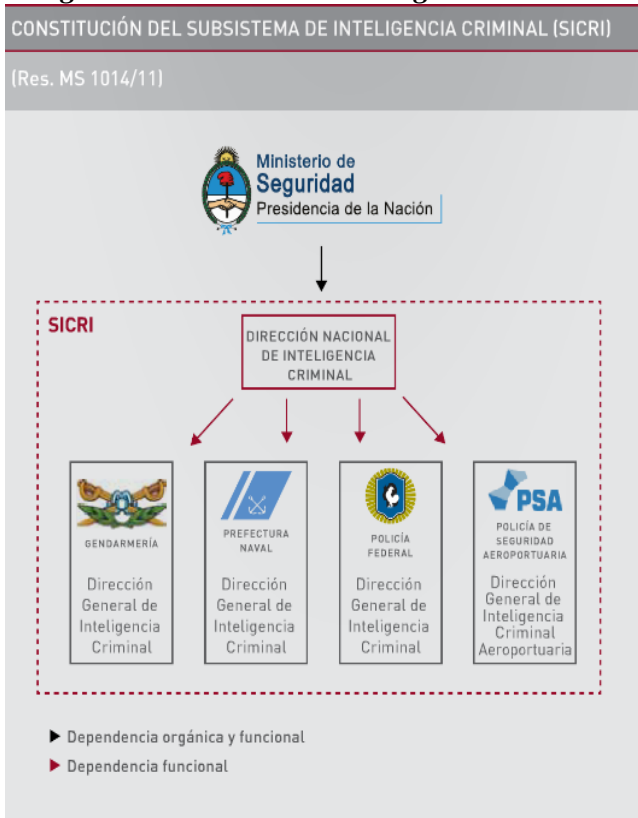 CONSTITUCIÓN DEL SUBSISTEMA DE INTELIGENCIA CRIMINAL (SICRI)
(Res. MS 1014/11)
Ministerio de
Seguridad
Presidencia de la Nación
SICRI
DIRECCIÓN NACIONAL
DE INTELIGENCIA
CRIMINAL
GENDARMERÍA
Dirección
General de
Inteligencia
Criminal
PREFECTURA
NAVAL
Dirección
General de
Inteligencia
Criminal
POLICÍA
FEDERAL
Dirección
General de
Inteligencia
Criminal
PSA
POLICÍA DE
SEGURIDAD
AEROPORTUARIA
Dirección
General de
Inteligencia
Criminal
Aeroportuaria
Dependencia orgánica y funcional
Dependencia funcional